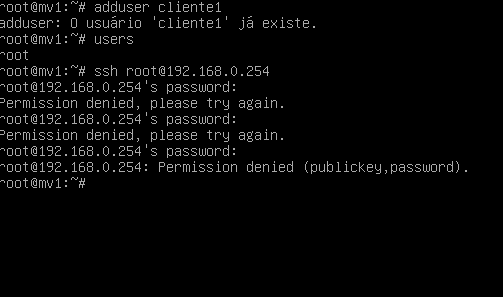 root@mv1:~# adduser cliente1
adduser: O usuário 'cliente1' já existe.
root@mv1:~# users
root
root@mv1:~# ssh root@192.168.0.254
root@192.168.0.254's password:
Permission denied, please try again.
root@192.168.0.254's password:
Permission denied, please try again.
root@192.168.0.254's password:
root@192.168.0.254: Permission denied (publickey,password).
root@mv1:~#